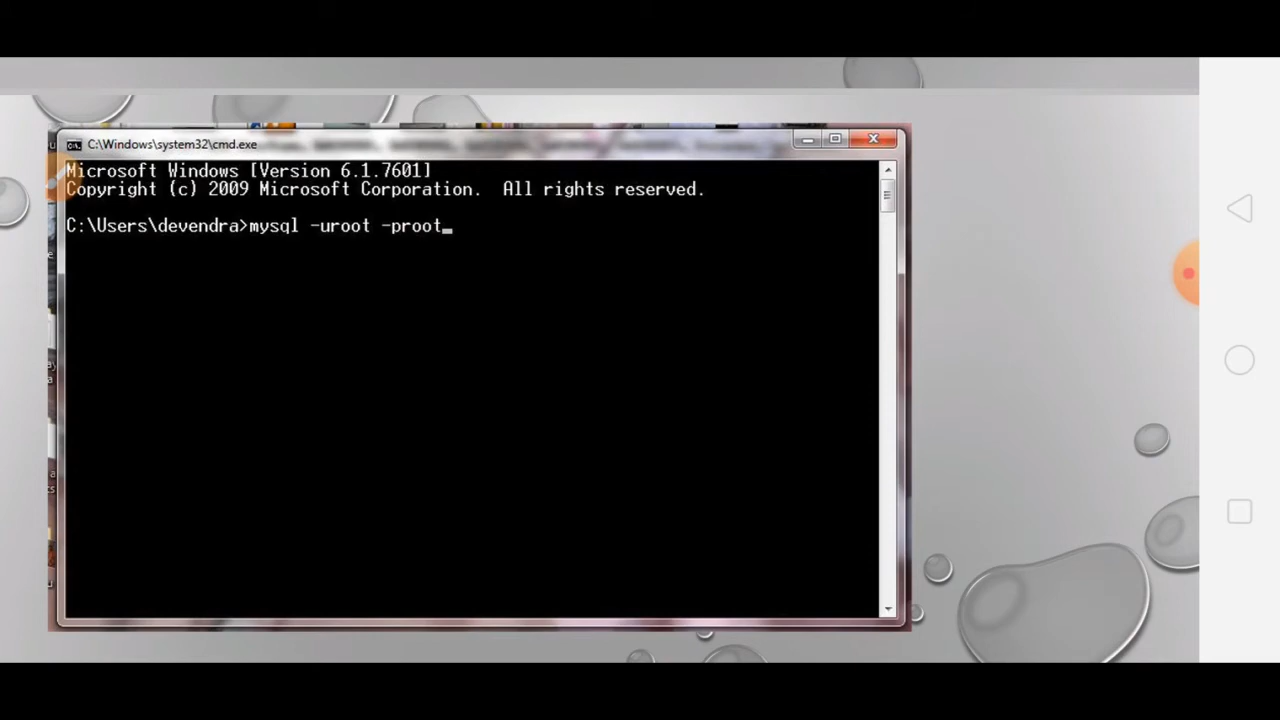 C:\Windows\system32\cmd.exe
Microsoft Windows [Version 6.1.7601]
Copyright (c) 2009 Microsoft Corporation.  All rights reserved.
C:\Users\devendra>mysql -uroot -proot_